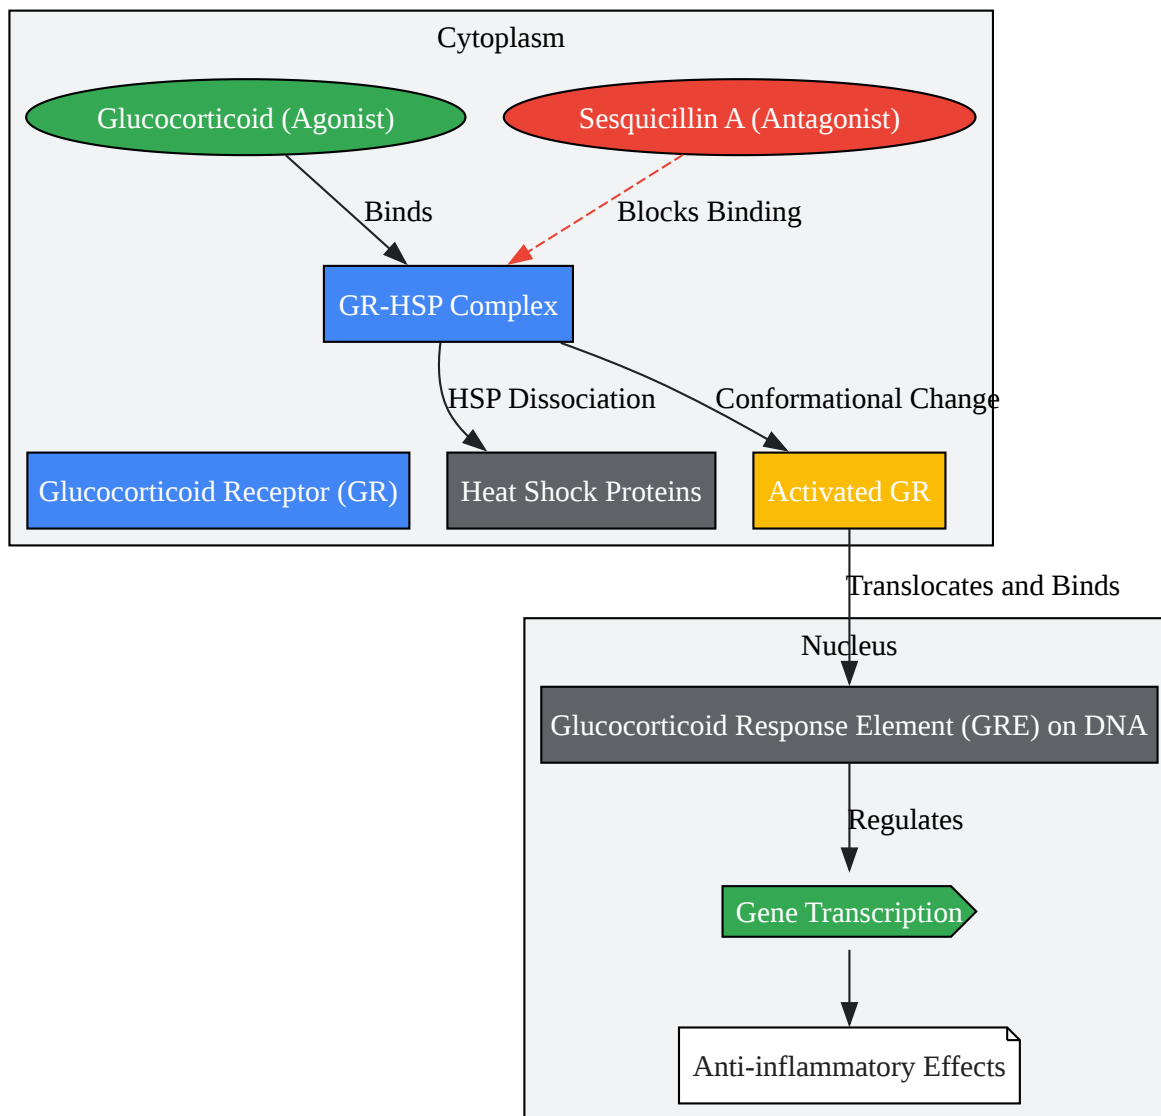 Cytoplasm
Glucocorticoid (Agonist)
Sesquicillin A (Antagonist)
Binds
Blocks Binding
GR-HSP Complex
HSP Dissociation
Conformational Change
Glucocorticoid Receptor (GR)
Heat Shock Proteins
Activated GR
Translocates and Binds
Nucleus
Glucocorticoid Response Element (GRE) on DNA
Regulates
Gene Transcription
Anti-inflammatory Effects